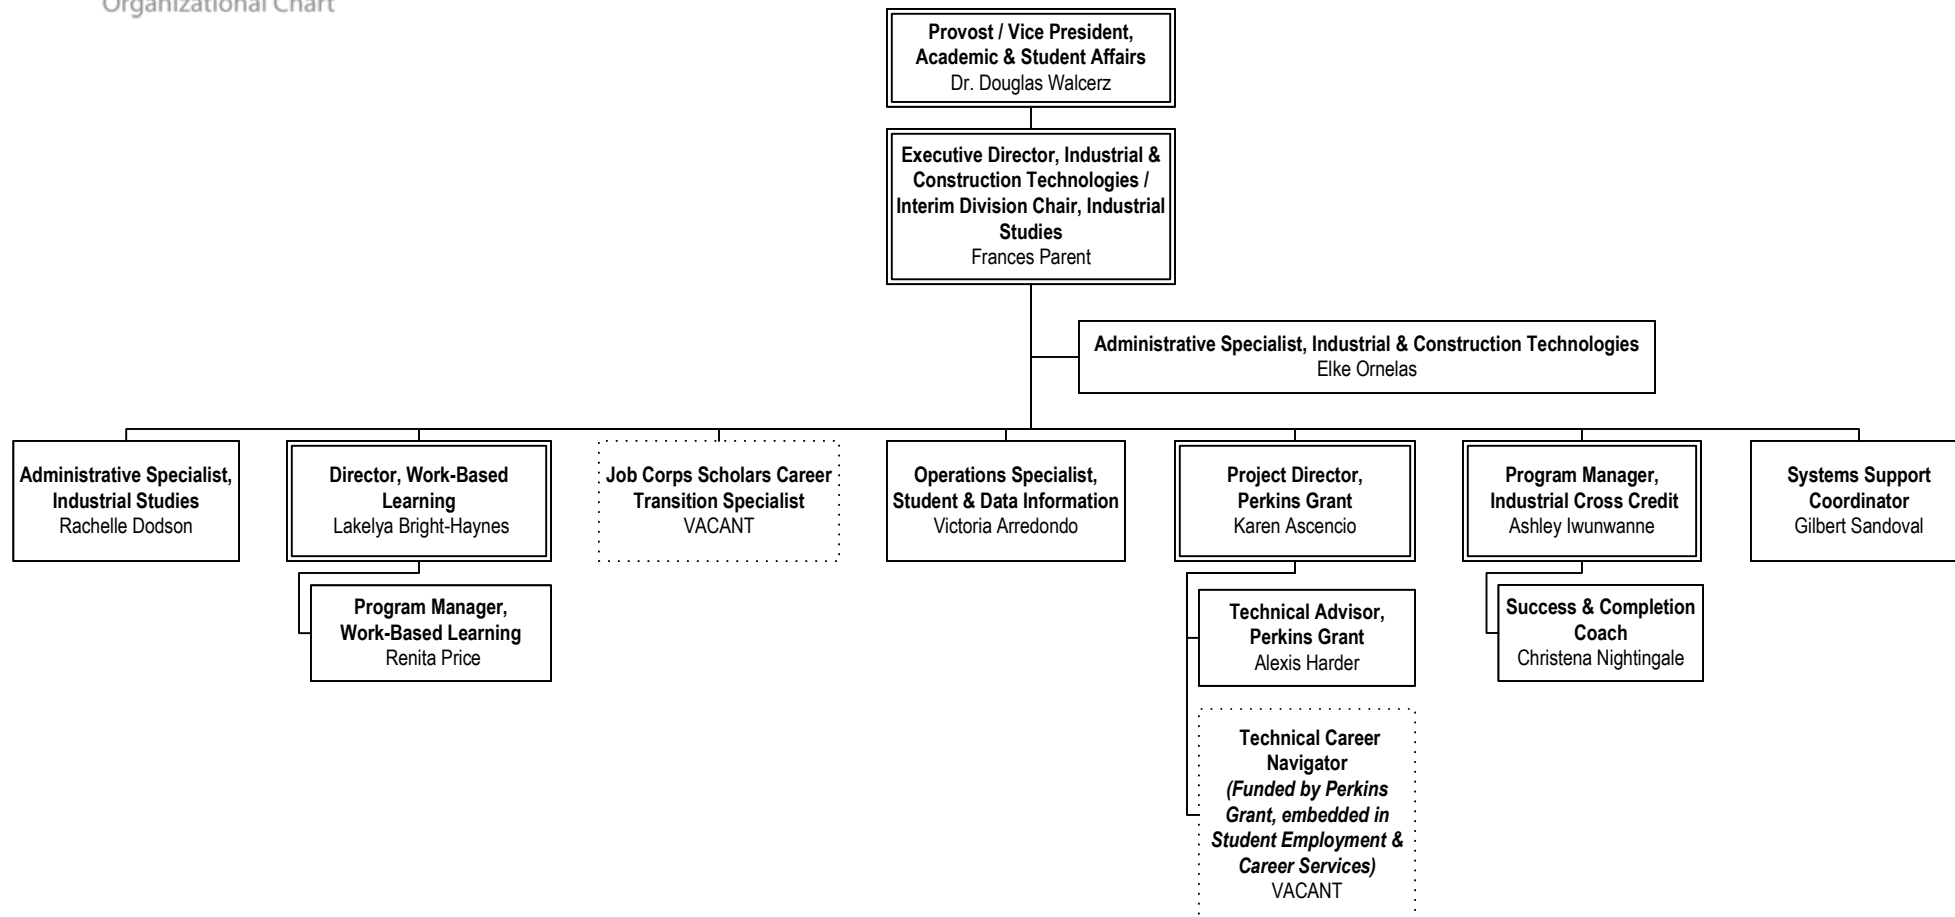 Organizational Chart
Provost / Vice President,
Academic & Student Affairs
Dr. Douglas Walcerz
Executive Director, Industrial &
Construction Technologies /
Interim Division Chair, Industrial
Studies
Frances Parent
Administrative Specialist, Industrial & Construction Technologies
Elke Ornelas
Administrative Specialist,
Industrial Studies
Rachelle Dodson
Director, Work-Based
Learning
Lakelya Bright-Haynes
Job Corps Scholars Career
Transition Specialist
VACANT
Operations Specialist,
Student & Data Information
Victoria Arredondo
Project Director,
Perkins Grant
Karen Ascencio
Program Manager,
Industrial Cross Credit
Ashley Iwunwanne
Systems Support
Coordinator
Gilbert Sandoval
Program Manager,
Work-Based Learning
Renita Price
Technical Advisor,
Perkins Grant
Alexis Harder
Success & Completion
Coach
Christena Nightingale
Technical Career
Navigator
(Funded by Perkins
Grant, embedded in
Student Employment &
Career Services)
VACANT